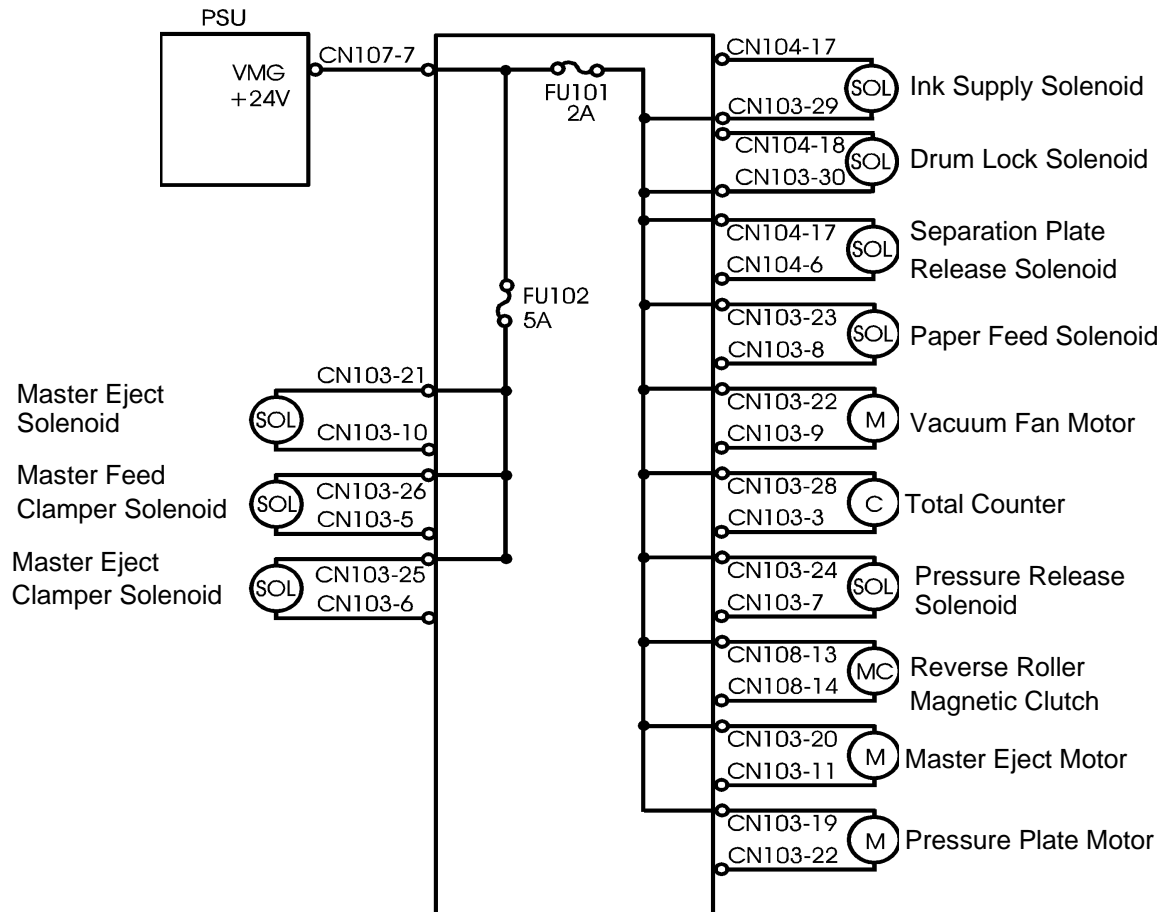 PSU
VMG
+24V
CN107-7
FU101
2A
FU102
5A
Master Eject
Solenoid
CN103-21
SOL
CN103-10
Master Feed
Clamper Solenoid
CN103-26
SOL
CN103-5
Master Eject
Clamper Solenoid
CN103-25
SOL
CN103-6
CN104-17
SOL
Ink Supply Solenoid
CN103-29
CN104-18
SOL
Drum Lock Solenoid
CN103-30
CN104-17
SOL
Separation Plate
Release Solenoid
CN104-6
CN103-23
SOL
Paper Feed Solenoid
CN103-8
CN103-22
M
Vacuum Fan Motor
CN103-9
CN103-28
C
Total Counter
CN103-3
CN103-24
SOL
Pressure Release
Solenoid
CN103-7
CN108-13
MC
Reverse Roller
Magnetic Clutch
CN108-14
CN103-20
M
Master Eject Motor
CN103-11
CN103-19
M
Pressure Plate Motor
CN103-22